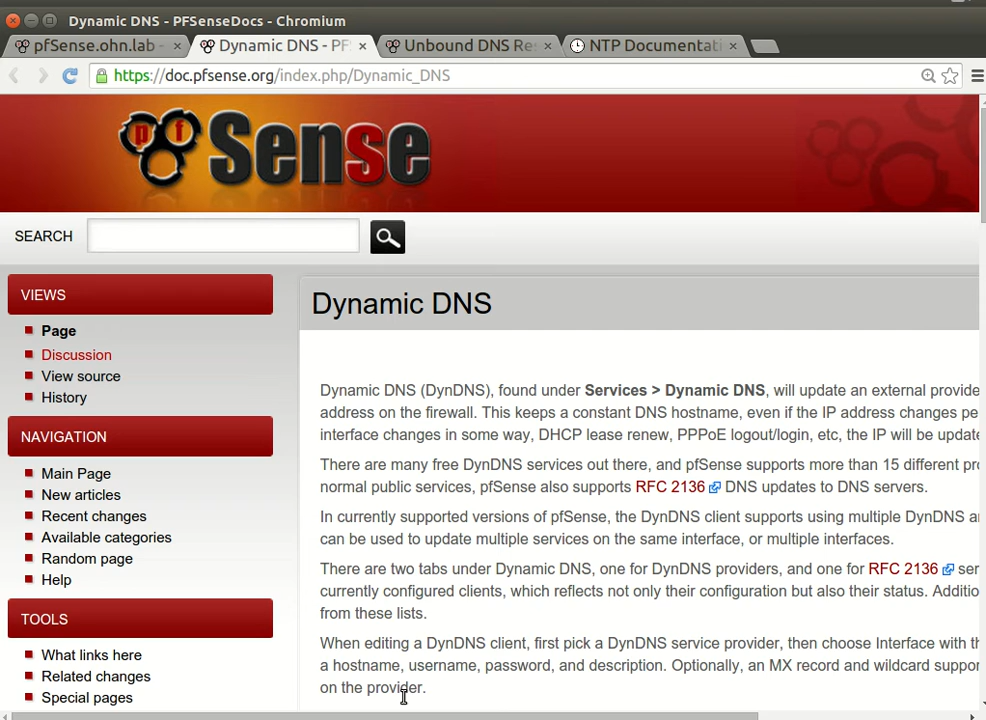 Dynamic DNS - PFSenseDocs - Chromium
pfSense.ohn.lab - Dynamic DNS - PFS Unbound DNS Re NTP Documentati
https://doc.pfsense.org/index.php/Dynamic_DNS
pf Sense
SEARCH
VIEWS
Page
Discussion
View source
History
NAVIGATION
Main Page
New articles
Recent changes
Available categories
Random page
Help
TOOLS
What links here
Related changes
Special pages
Dynamic DNS
Dynamic DNS (DynDNS), found under Services > Dynamic DNS, will update an external provide
address on the firewall. This keeps a constant DNS hostname, even if the IP address changes pe
interface changes in some way, DHCP lease renew, PPPoE logout/login, etc, the IP will be update
There are many free DynDNS services out there, and pfSense supports more than 15 different pro
normal public services, pfSense also supports RFC 2136 DNS updates to DNS servers.
In currently supported versions of pfSense, the DynDNS client supports using multiple DynDNS a
can be used to update multiple services on the same interface, or multiple interfaces.
There are two tabs under Dynamic DNS, one for DynDNS providers, and one for RFC 2136 ser
currently configured clients, which reflects not only their configuration but also their status. Additio
from these lists.
When editing a DynDNS client, first pick a DynDNS service provider, then choose Interface with th
a hostname, username, password, and description. Optionally, an MX record and wildcard suppor
on the provider.